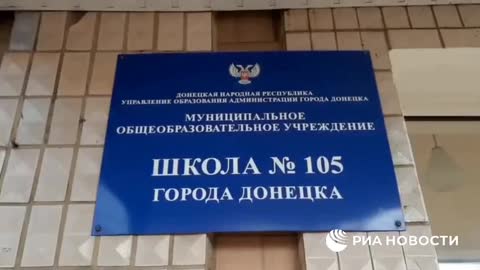 ДОНЕЦКАЯ НАРОДНАЯ РЕСПУБЛИКА
УПРАВЛЕНИЕ ОБРАЗОВАНИЯ АДМИНИСТРАЦИИ ГОРОДА ДОНЕЦКА
МУНИЦИПАЛЬНОЕ
ОБЩЕОБРАЗОВАТЕЛЬНОЕ УЧРЕЖДЕНИЕ
ШКОЛА № 105
ГОРОДА ДОНЕЦКА
РИА НОВОСТИ